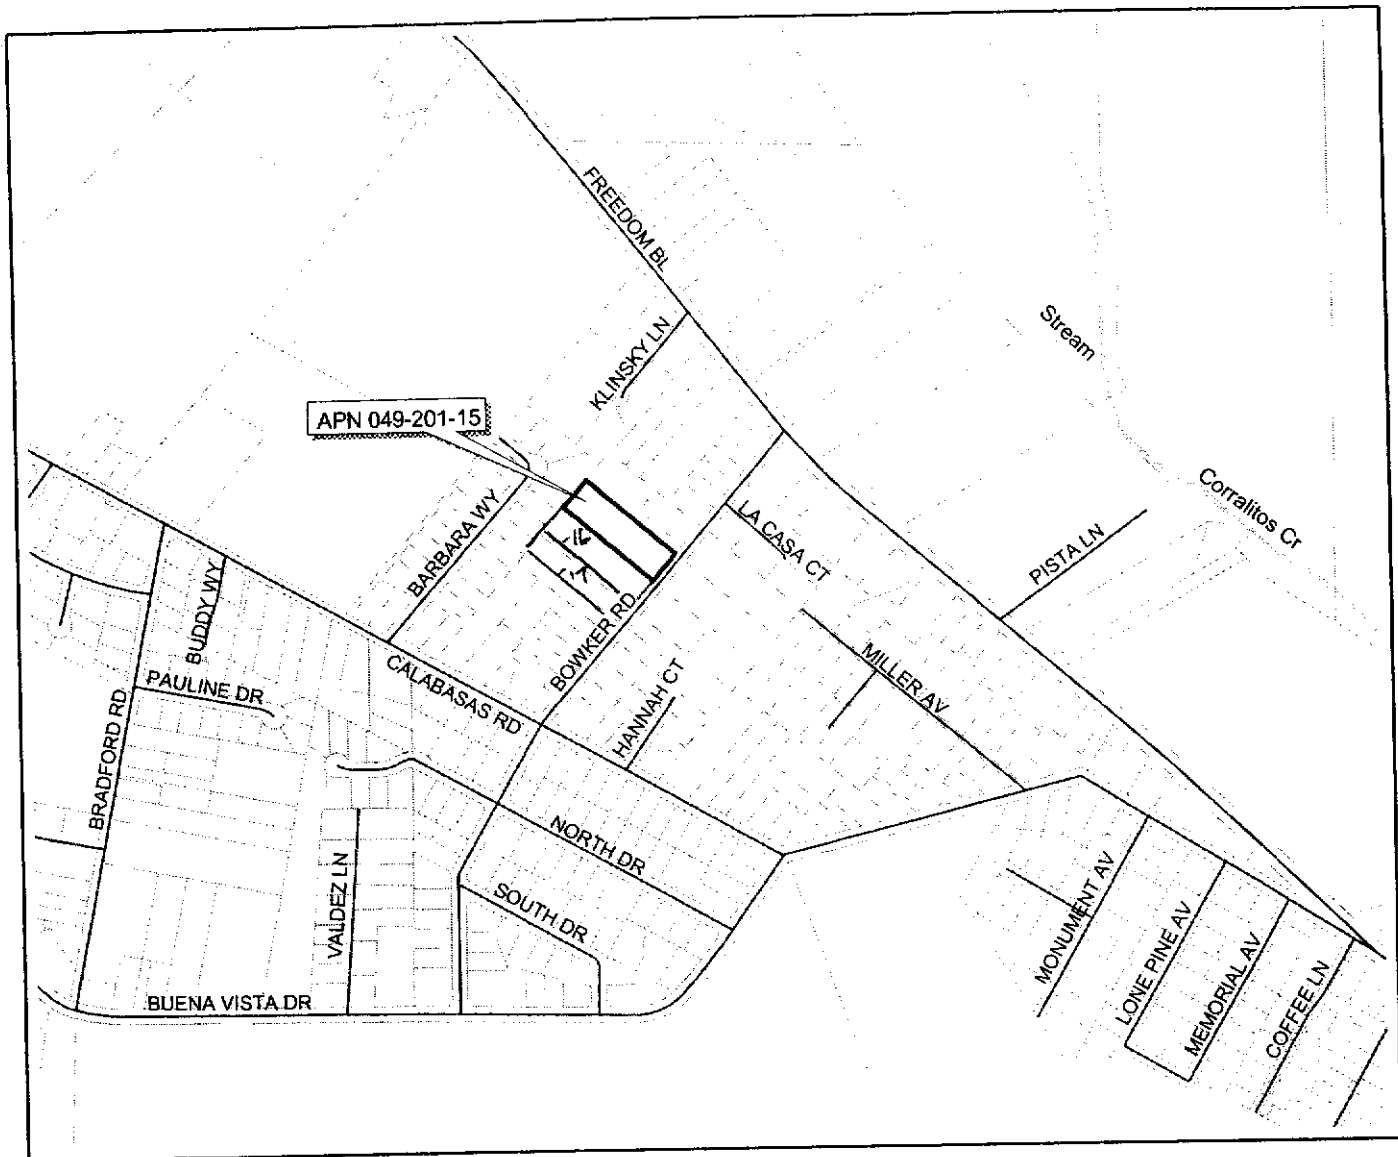 FREEDOM BL
Stream
KLINSKY LN
APN 049-201-15
Corralitos Cr
BARBARA WY
-16
-17
LA CASA CT
PISTA LN
BUDDY WY
BOWKER RD
MILLER AV
PAULINE DR
CALABASAS RD
HANNAH CT
BRADFORD RD
NORTH DR
VALDEZ LN
SOUTH DR
MONUMENT AV
LONE PINE AV
MEMORIAL AV
COFFEE LN
BUENA VISTA DR